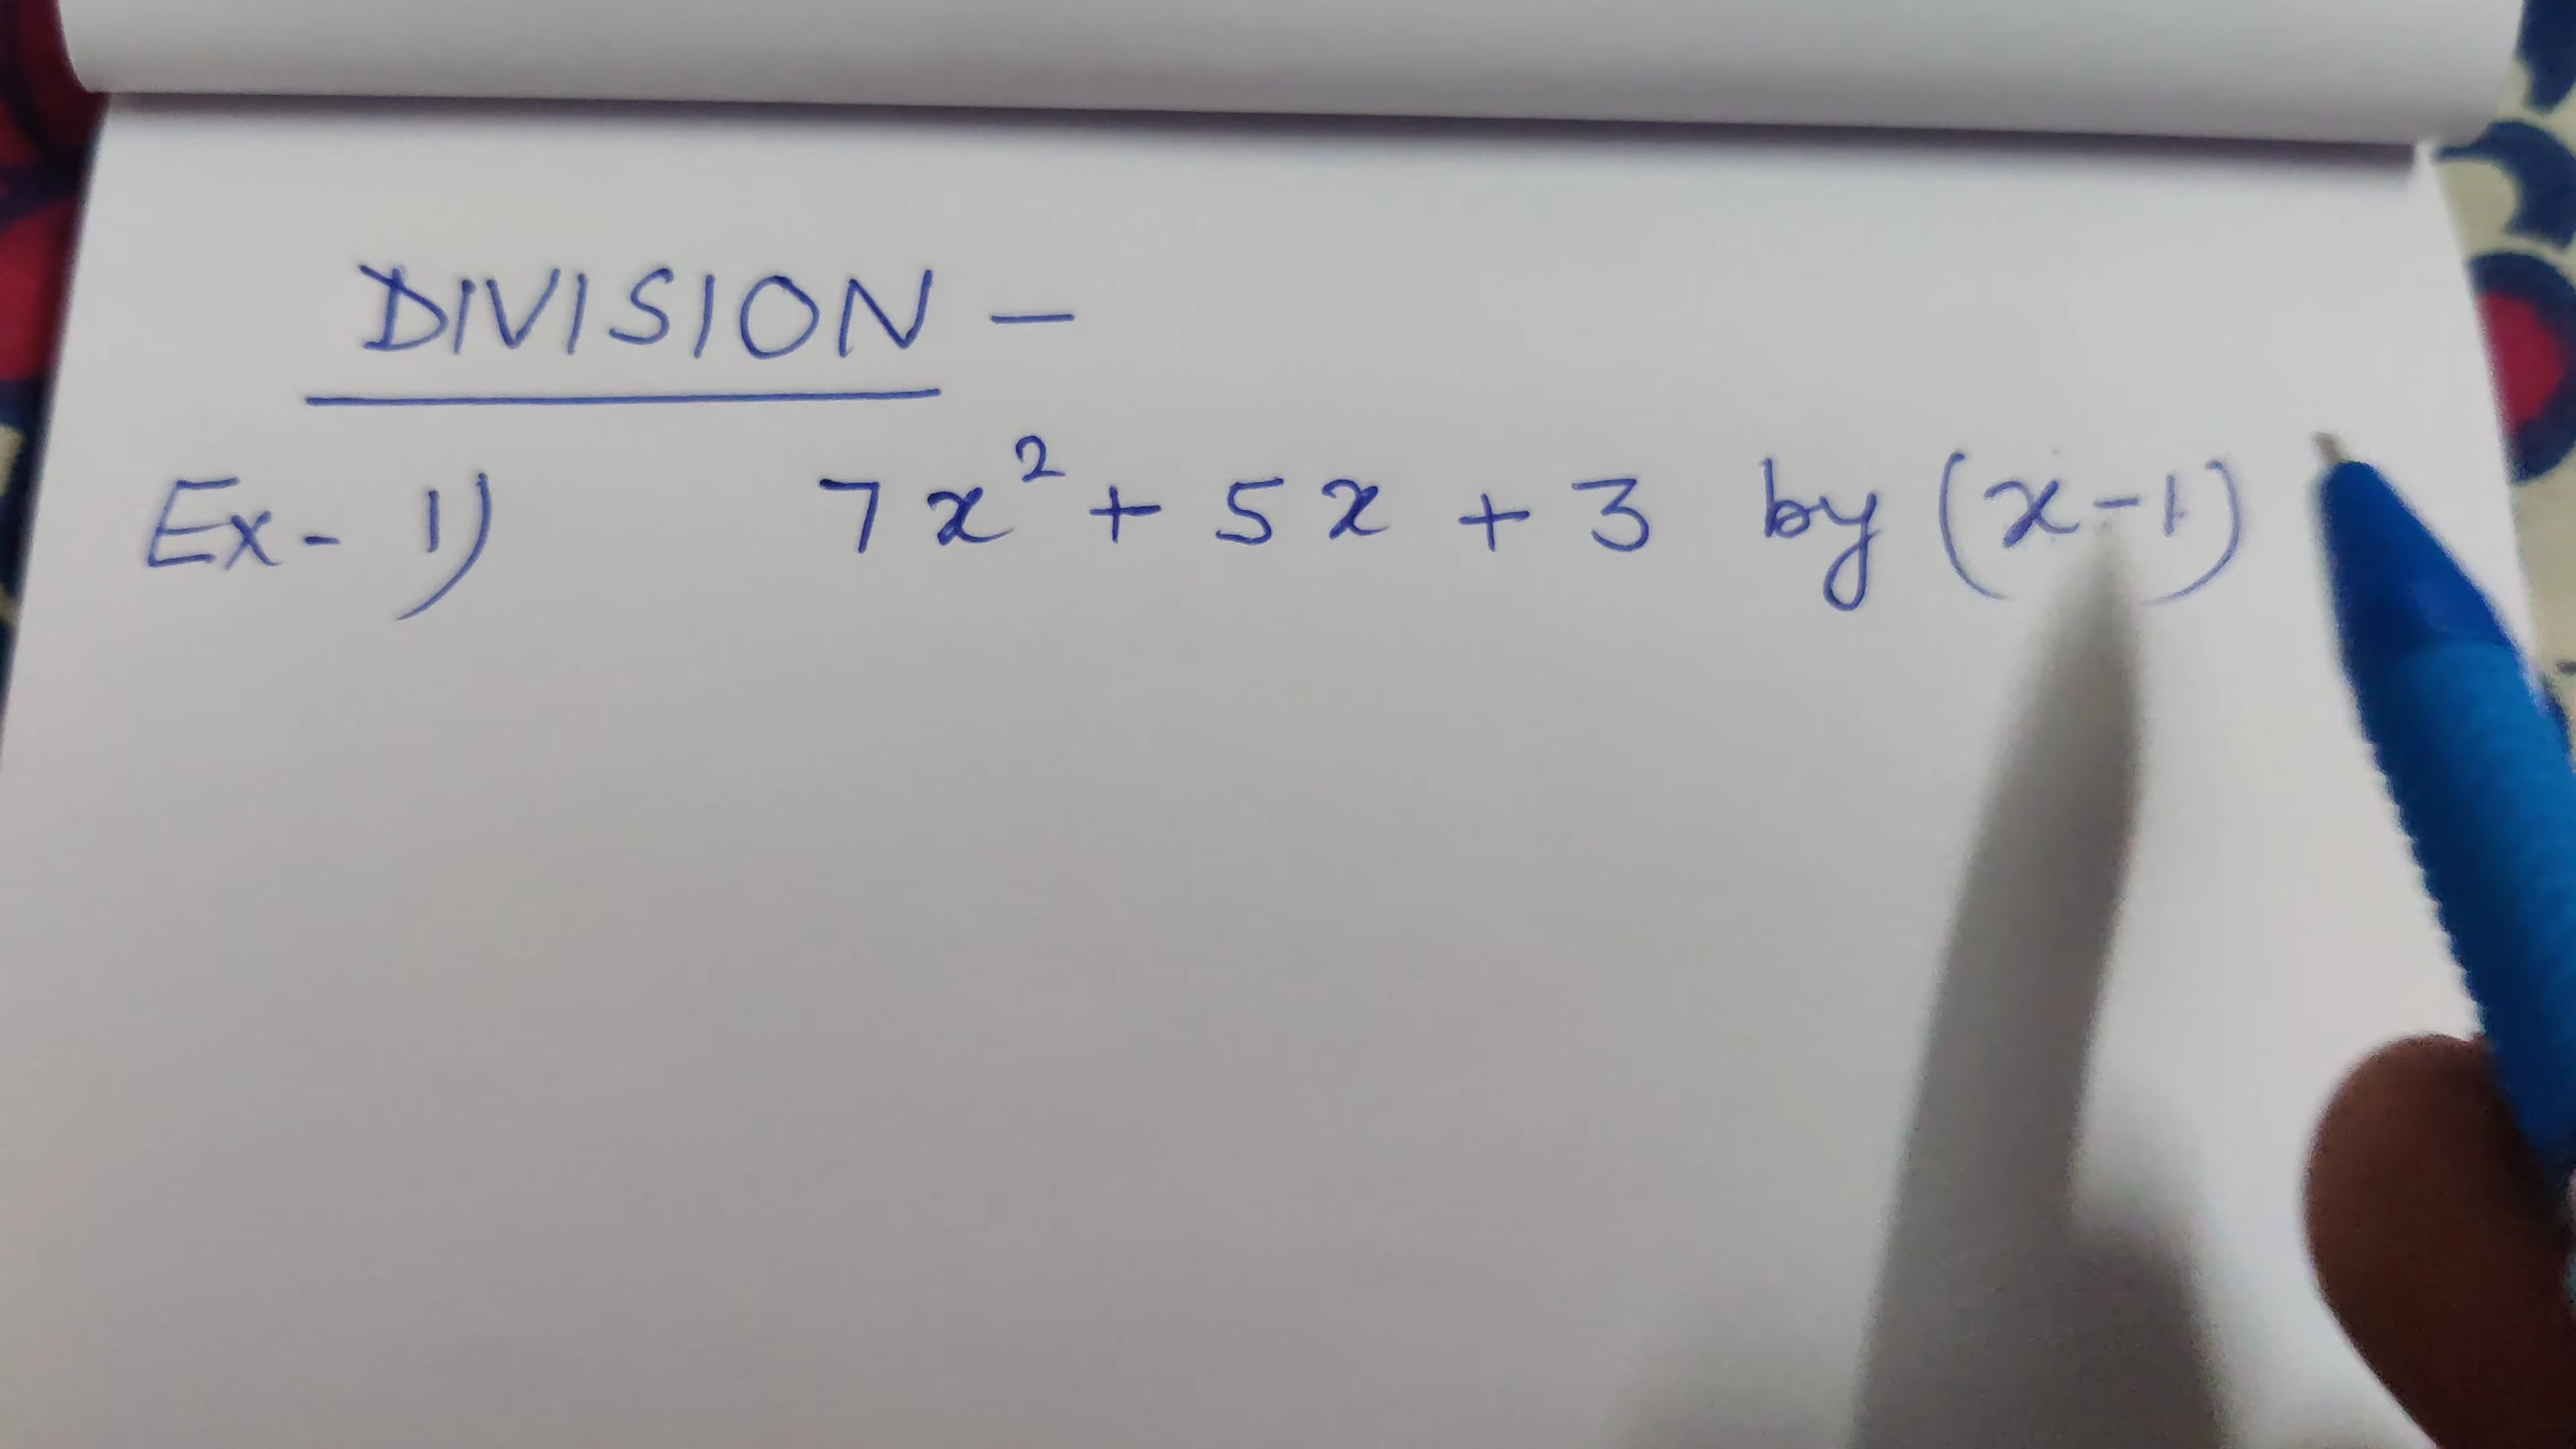 DIVISION -
Ex- 1) 7x² + 5x + 3 by (x-1)